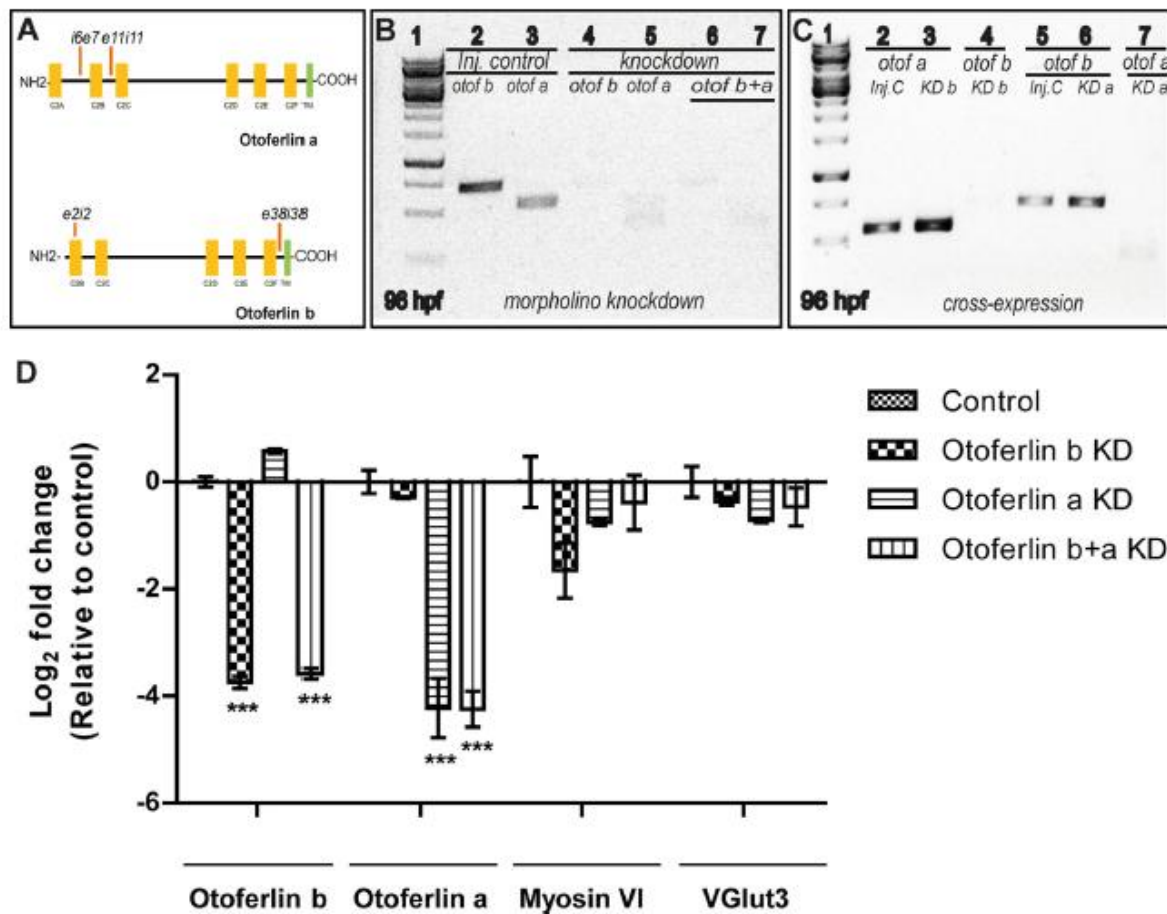 A
i6e7 e11i11
NH2- -COOH
C2A C2B C2C C2D C2E C2F TM
Otoferlin a
e2i2 e38i38
NH2- -COOH
C2B C2C C2D C2E C2F TM
Otoferlin b
B
1 2 3 4 5 6 7
Inj. control knockdown
otof b otof a otof b otof a otof b+a
96 hpf morpholino knockdown
C
1 2 3 4 5 6 7
otof a otof b otof b otof a
Inj.C KD b KD b Inj.C KD a KD a
96 hpf cross-expression
D
Log2 fold change
(Relative to control)
2
0
-2
-4
-6
*** *** *** ***
Otoferlin b Otoferlin a Myosin VI VGlut3
Control
Otoferlin b KD
Otoferlin a KD
Otoferlin b+a KD